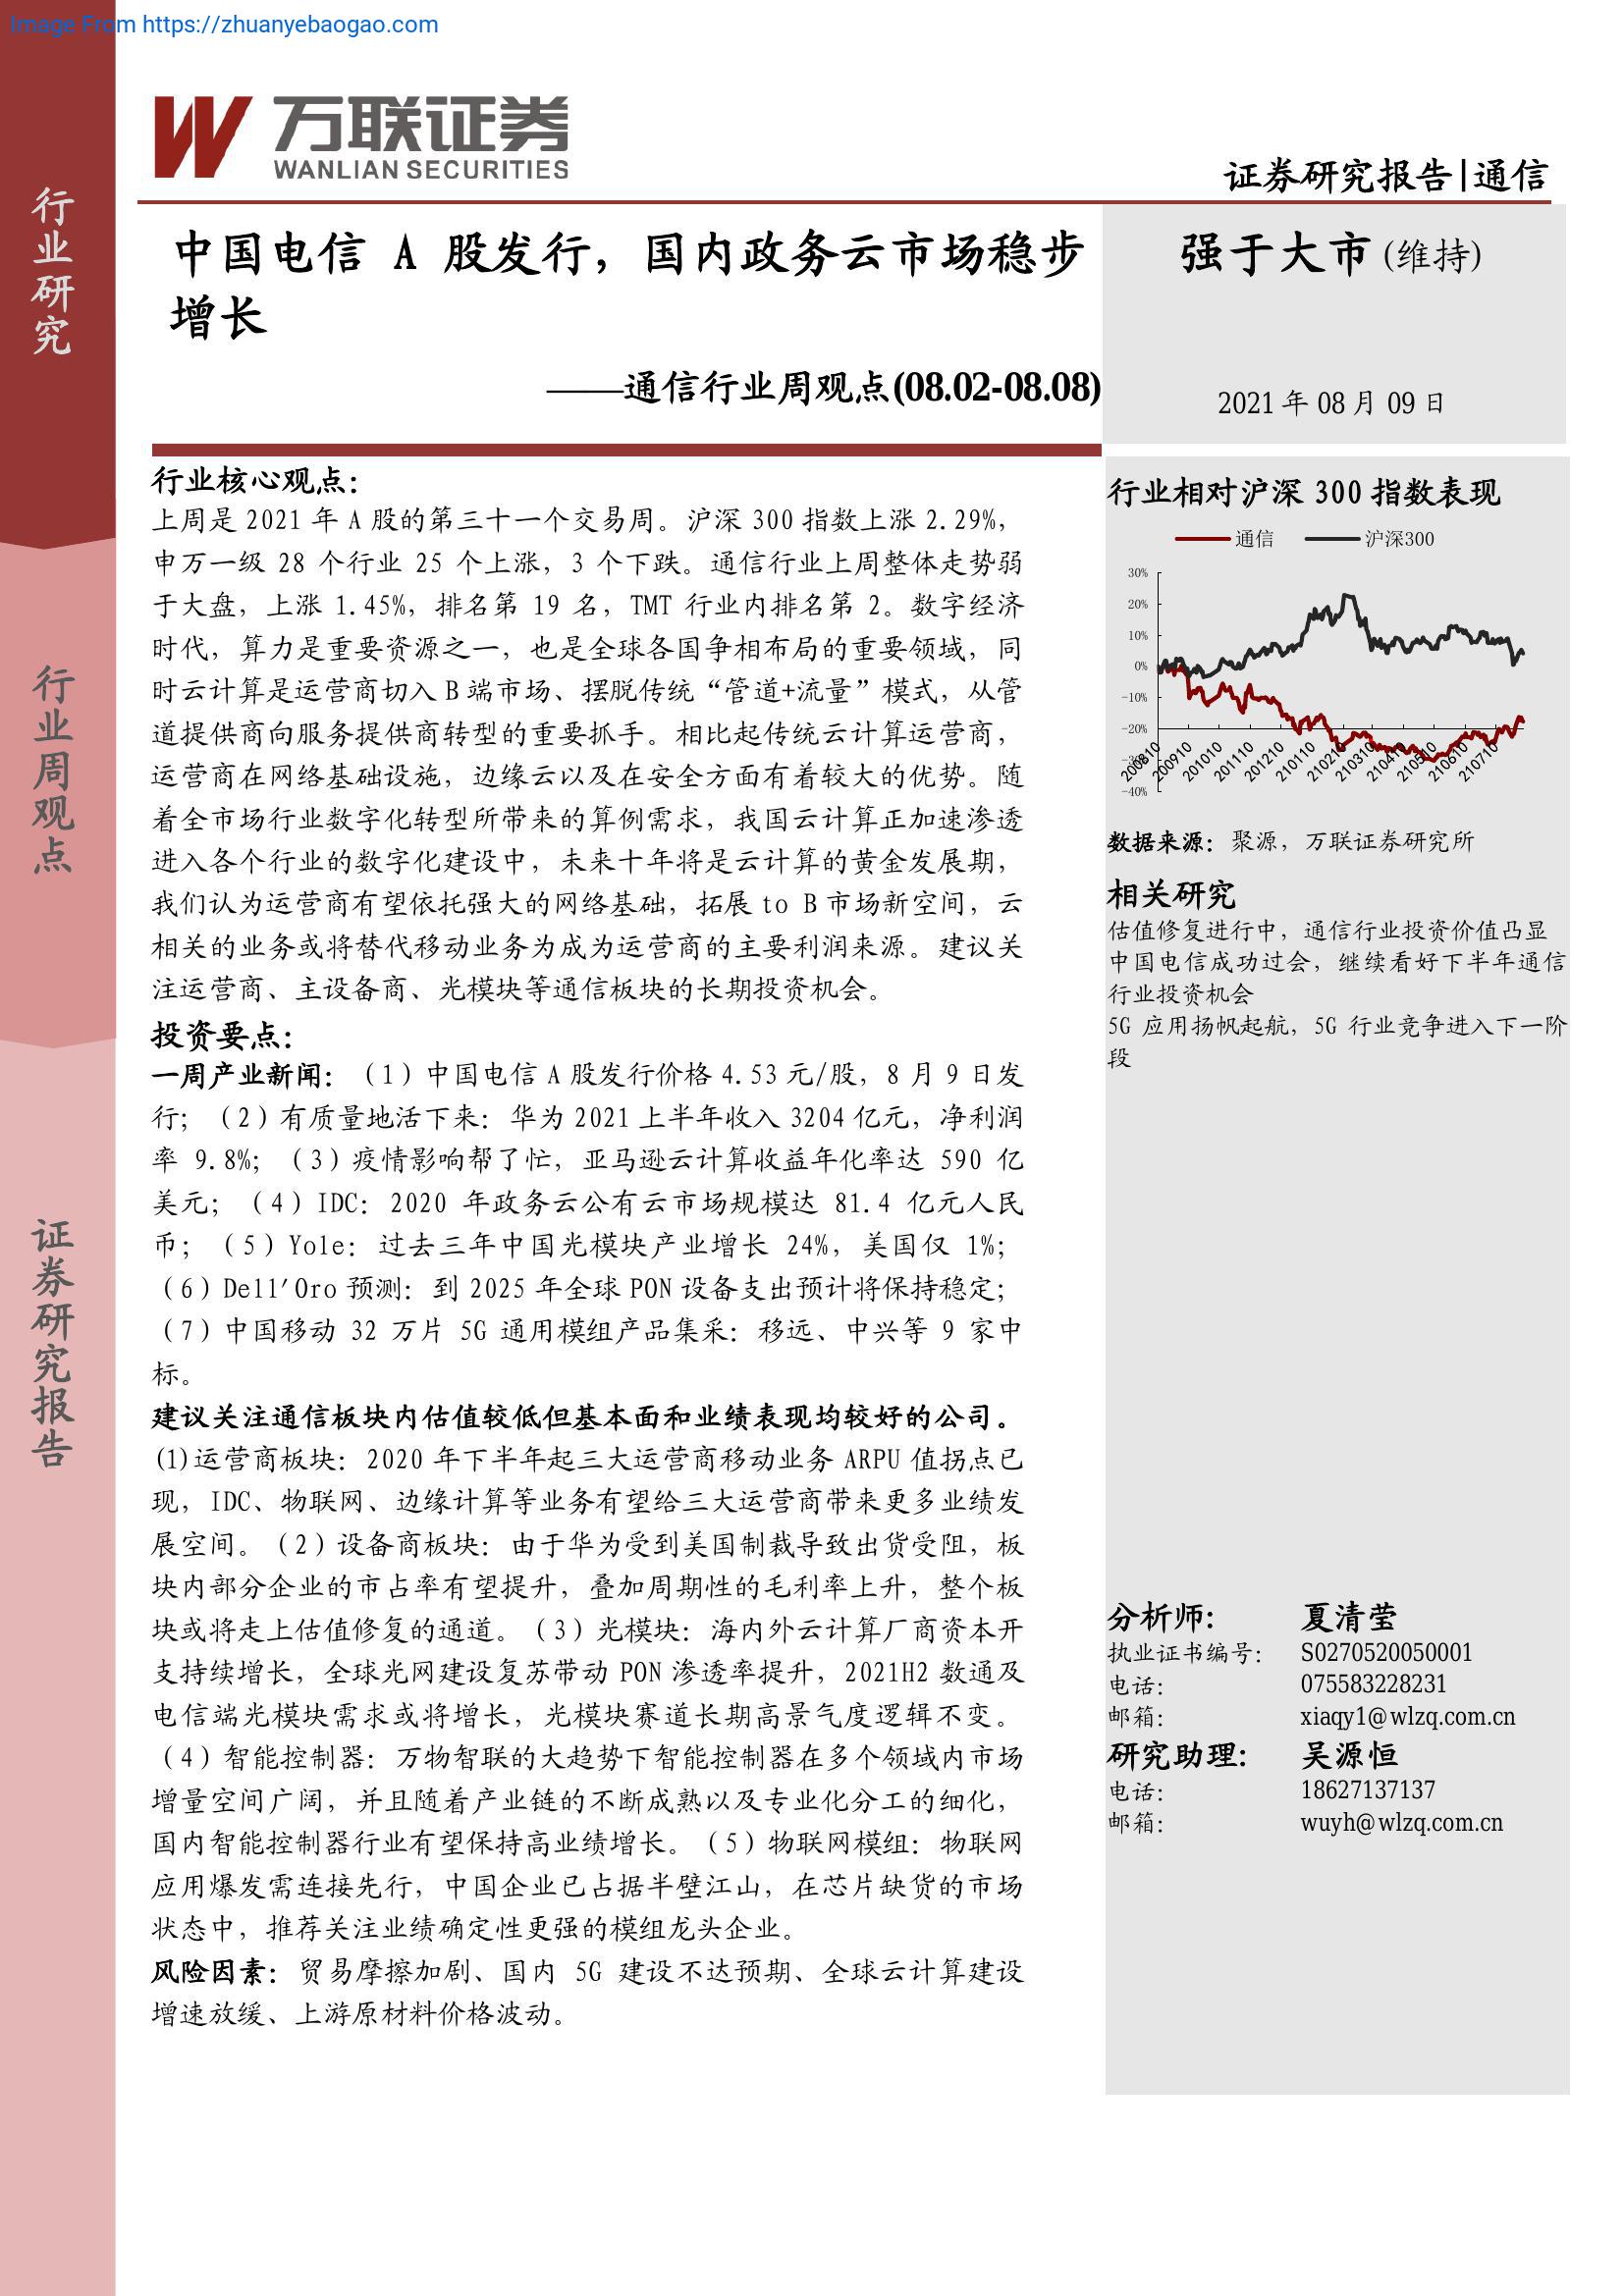 Image From https://zhuanyebaogao.com
行业研究
行业周观点
证券研究报告
万联证券
WANLIAN SECURITIES
证券研究报告|通信
中国电信 A 股发行，国内政务云市场稳步
增长
——通信行业周观点(08.02-08.08)
强于大市(维持)
2021 年 08 月 09 日
行业核心观点：
上周是 2021 年 A 股的第三十一个交易周。沪深 300 指数上涨 2.29%，
申万一级 28 个行业 25 个上涨，3 个下跌。通信行业上周整体走势弱
于大盘，上涨 1.45%，排名第 19 名，TMT 行业内排名第 2。数字经济
时代，算力是重要资源之一，也是全球各国争相布局的重要领域，同
时云计算是运营商切入 B 端市场、摆脱传统“管道+流量”模式，从管
道提供商向服务提供商转型的重要抓手。相比起传统云计算运营商，
运营商在网络基础设施，边缘云以及在安全方面有着较大的优势。随
着全市场行业数字化转型所带来的算例需求，我国云计算正加速渗透
进入各个行业的数字化建设中，未来十年将是云计算的黄金发展期，
我们认为运营商有望依托强大的网络基础，拓展 to B 市场新空间，云
相关的业务或将替代移动业务为成为运营商的主要利润来源。建议关
注运营商、主设备商、光模块等通信板块的长期投资机会。
投资要点：
一周产业新闻：（1）中国电信 A 股发行价格 4.53 元/股，8 月 9 日发
行；（2）有质量地活下来：华为 2021 上半年收入 3204 亿元，净利润
率 9.8%；（3）疫情影响帮了忙，亚马逊云计算收益年化率达 590 亿
美元；（4）IDC：2020 年政务云公有云市场规模达 81.4 亿元人民
币；（5）Yole：过去三年中国光模块产业增长 24%，美国仅 1%；
（6）Dell'Oro 预测：到 2025 年全球 PON 设备支出预计将保持稳定；
（7）中国移动 32 万片 5G 通用模组产品集采：移远、中兴等 9 家中
标。
建议关注通信板块内估值较低但基本面和业绩表现均较好的公司。
(1)运营商板块：2020 年下半年起三大运营商移动业务 ARPU 值拐点已
现，IDC、物联网、边缘计算等业务有望给三大运营商带来更多业绩发
展空间。（2）设备商板块：由于华为受到美国制裁导致出货受阻，板
块内部分企业的市占率有望提升，叠加周期性的毛利率上升，整个板
块或将走上估值修复的通道。（3）光模块：海内外云计算厂商资本开
支持续增长，全球光网建设复苏带动 PON 渗透率提升，2021H2 数通及
电信端光模块需求或将增长，光模块赛道长期高景气度逻辑不变。
（4）智能控制器：万物智联的大趋势下智能控制器在多个领域内市场
增量空间广阔，并且随着产业链的不断成熟以及专业化分工的细化，
国内智能控制器行业有望保持高业绩增长。（5）物联网模组：物联网
应用爆发需连接先行，中国企业已占据半壁江山，在芯片缺货的市场
状态中，推荐关注业绩确定性更强的模组龙头企业。
风险因素：贸易摩擦加剧、国内 5G 建设不达预期、全球云计算建设
增速放缓、上游原材料价格波动。
行业相对沪深 300 指数表现
通信 沪深300
30%
20%
10%
0%
-10%
-20%
-30%
-40%
200810 200910 201010 201110 201210 210110 210210 210310 210410 210510 210610 210710
数据来源：聚源，万联证券研究所
相关研究
估值修复进行中，通信行业投资价值凸显
中国电信成功过会，继续看好下半年通信
行业投资机会
5G 应用扬帆起航，5G 行业竞争进入下一阶
段
分析师: 夏清莹
执业证书编号： S0270520050001
电话： 075583228231
邮箱： xiaqy1@wlzq.com.cn
研究助理: 吴源恒
电话： 18627137137
邮箱： wuyh@wlzq.com.cn